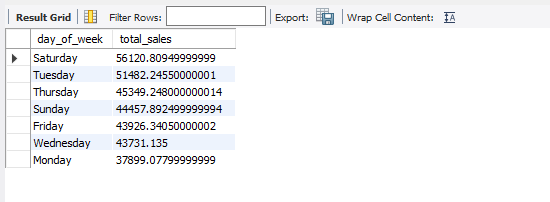 Result Grid Filter Rows: Export: Wrap Cell Content:
day_of_week total_sales
Saturday 56120.80949999999
Tuesday 51482.24550000001
Thursday 45349.248000000014
Sunday 44457.892499999994
Friday 43926.34050000002
Wednesday 43731.135
Monday 37899.07799999999